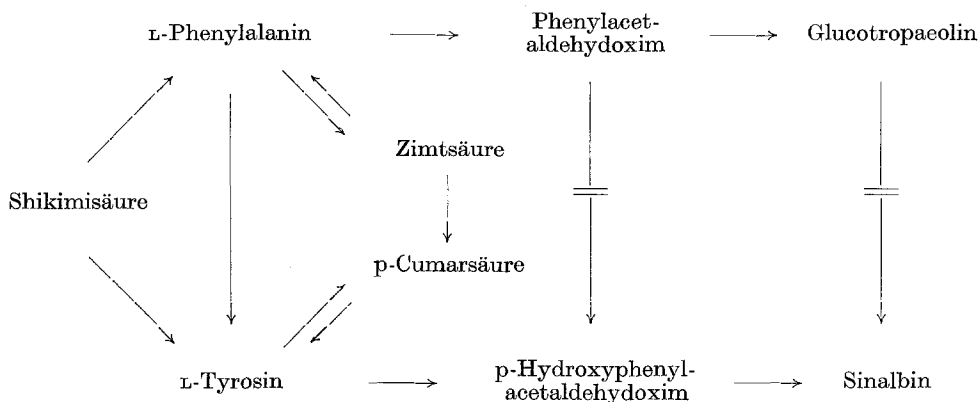 Phenylacet-
L-Phenylalanin
aldehydoxim
Glucotropaeolin
Zimtsäure
Shikimisäure
p-Cumarsäure
L-Tyrosin
p-Hydroxyphenyl-
acetaldehydoxim
Sinalbin